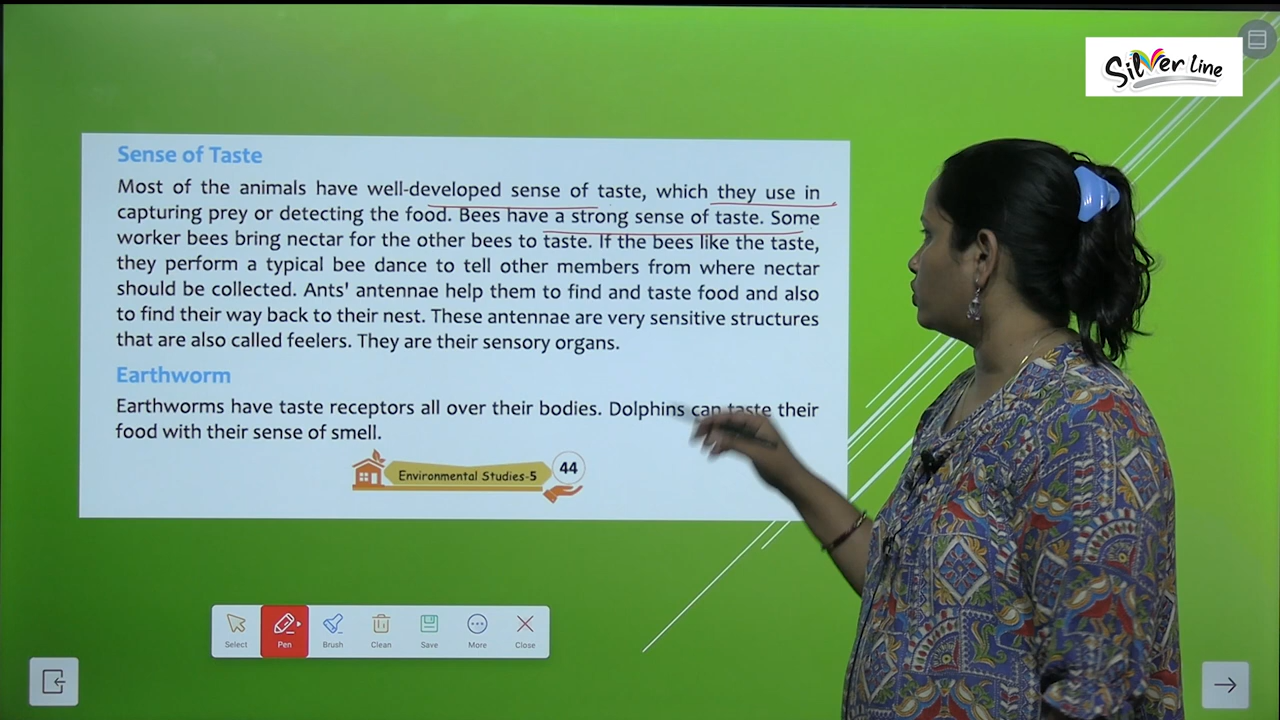 Silver Line
Sense of Taste
Most of the animals have well-developed sense of taste, which they use in
capturing prey or detecting the food. Bees have a strong sense of taste. Some
worker bees bring nectar for the other bees to taste. If the bees like the taste,
they perform a typical bee dance to tell other members from where nectar
should be collected. Ants' antennae help them to find and taste food and also
to find their way back to their nest. These antennae are very sensitive structures
that are also called feelers. They are their sensory organs.
Earthworm
Earthworms have taste receptors all over their bodies. Dolphins can taste their
food with their sense of smell.
Environmental Studies-5 44
Select Pen Brush Clean Save More Close